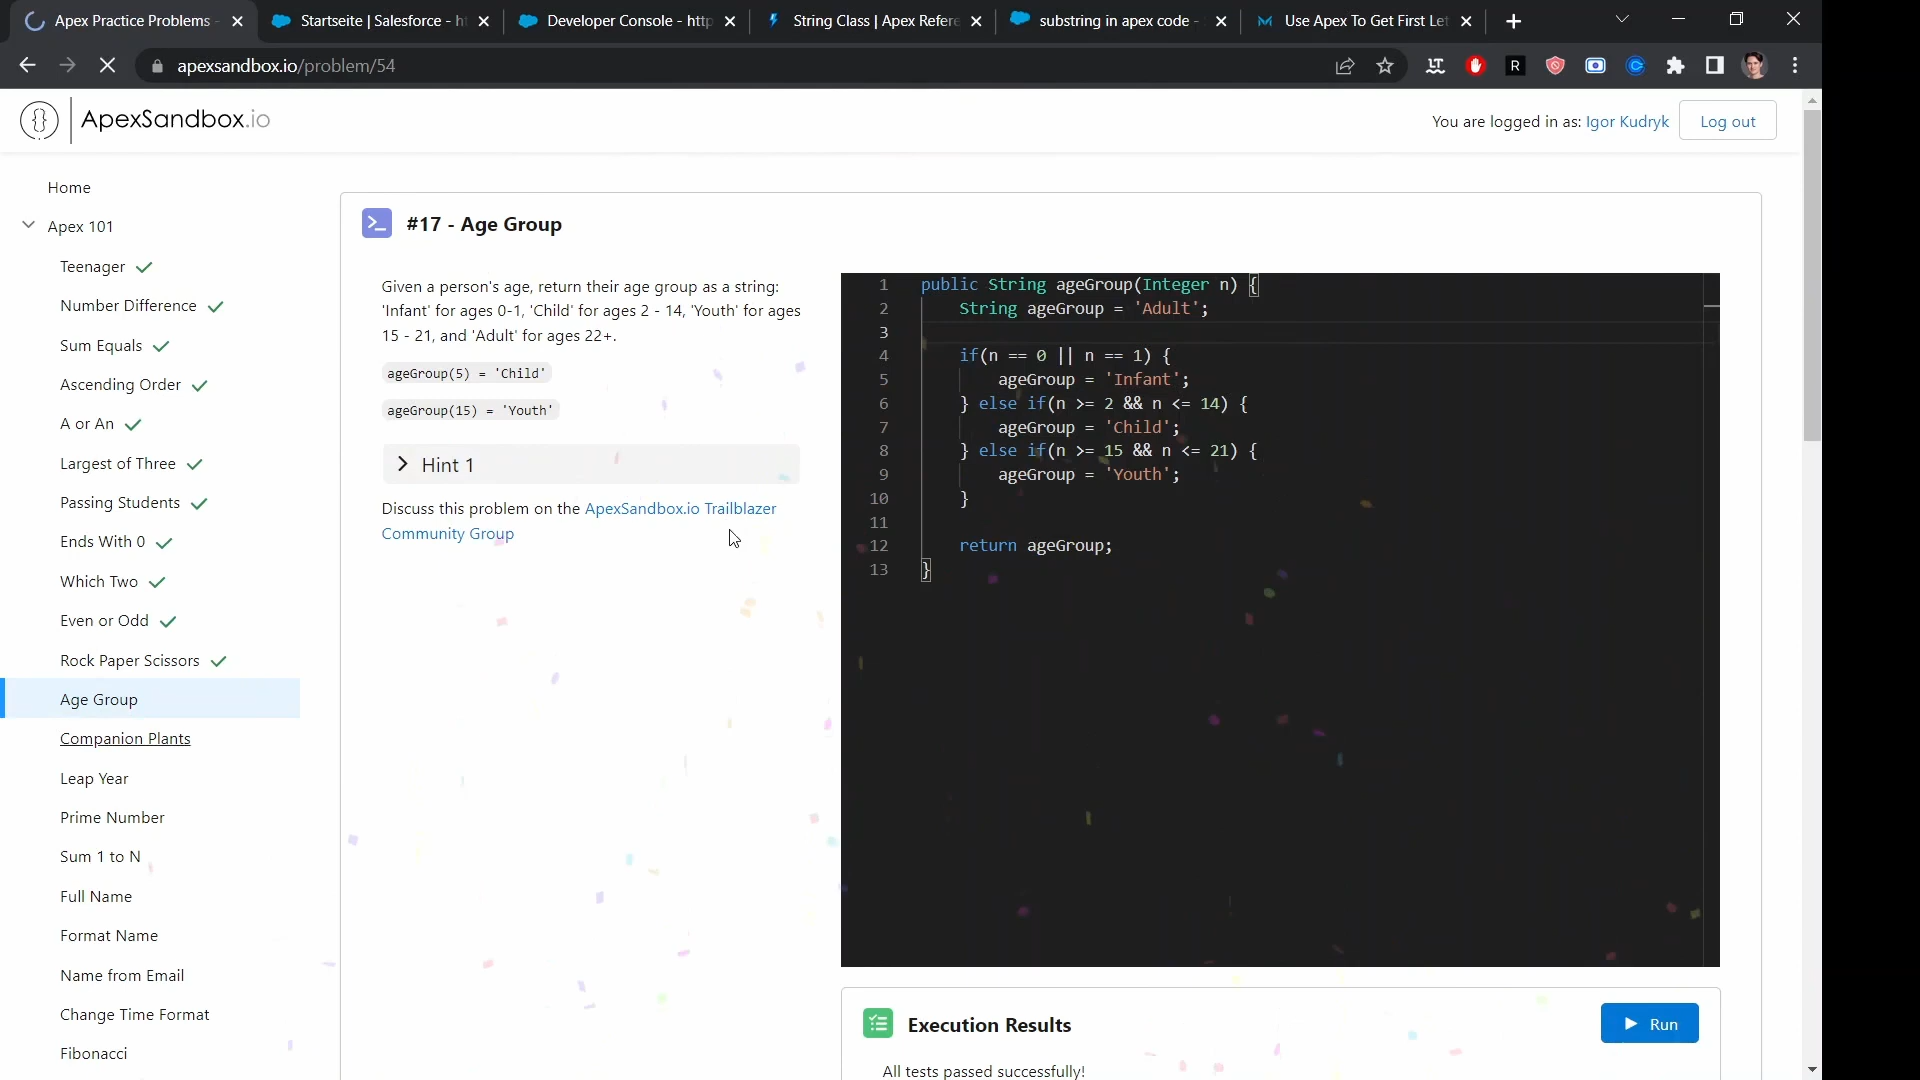 Apex Practice Problems -
Startseite | Salesforce - ht
Developer Console - http
String Class | Apex Refere
substring in apex code -
Use Apex To Get First Let
apexsandbox.io/problem/54
ApexSandbox.io
You are logged in as: Igor Kudryk
Log out
Home
Apex 101
Teenager
Number Difference
Sum Equals
Ascending Order
A or An
Largest of Three
Passing Students
Ends With 0
Which Two
Even or Odd
Rock Paper Scissors
Age Group
Companion Plants
Leap Year
Prime Number
Sum 1 to N
Full Name
Format Name
Name from Email
Change Time Format
Fibonacci
#17 - Age Group
Given a person's age, return their age group as a string:
'Infant' for ages 0-1, 'Child' for ages 2 - 14, 'Youth' for ages
15 - 21, and 'Adult' for ages 22+.
ageGroup(5) = 'Child'
ageGroup(15) = 'Youth'
Hint 1
Discuss this problem on the ApexSandbox.io Trailblazer
Community Group
1 public String ageGroup(Integer n) {
2 String ageGroup = 'Adult';
3
4 if(n == 0 || n == 1) {
5 ageGroup = 'Infant';
6 } else if(n >= 2 && n <= 14) {
7 ageGroup = 'Child';
8 } else if(n >= 15 && n <= 21) {
9 ageGroup = 'Youth';
10 }
11
12 return ageGroup;
13 }
Execution Results
Run
All tests passed successfully!